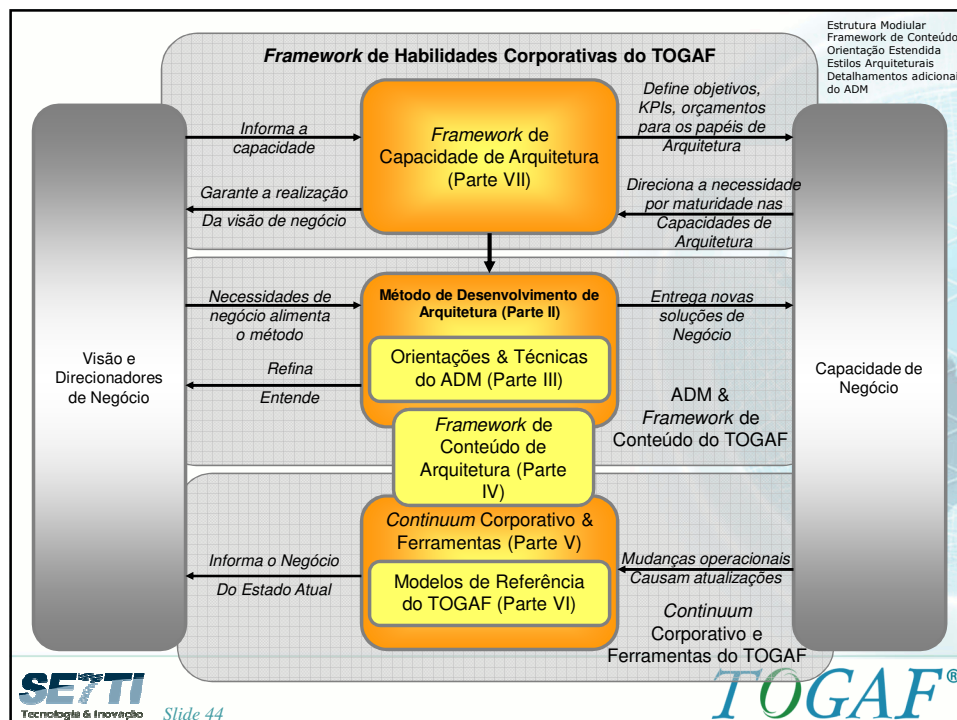 Estrutura Modiular
Framework de Conteúdo
Orientação Estendida
Estilos Arquiteturais
Detalhamentos adicionai
do ADM
Framework de Habilidades Corporativas do TOGAF
Informa a
capacidade
Framework de
Capacidade de Arquitetura
(Parte VII)
Define objetivos,
KPIs, orçamentos
para os papéis de
Arquitetura
Garante a realização
Da visão de negócio
Direciona a necessidade
por maturidade nas
Capacidades de
Arquitetura
Visão e
Direcionadores
de Negócio
Necessidades de
negócio alimenta
o método
Método de Desenvolvimento de
Arquitetura (Parte II)
Entrega novas
soluções de
Negócio
Capacidade de
Negócio
Refina
Entende
Orientações & Técnicas
do ADM (Parte III)
ADM &
Framework de
Conteúdo do TOGAF
Framework de
Conteúdo de
Arquitetura (Parte
IV)
Continuum Corporativo &
Ferramentas (Parte V)
Informa o Negócio
Do Estado Atual
Modelos de Referência
do TOGAF (Parte VI)
Mudanças operacionais
Causam atualizações
Continuum
Corporativo e
Ferramentas do TOGAF
SETTI
Tecnologia & Inovação
Slide 44
TOGAF®